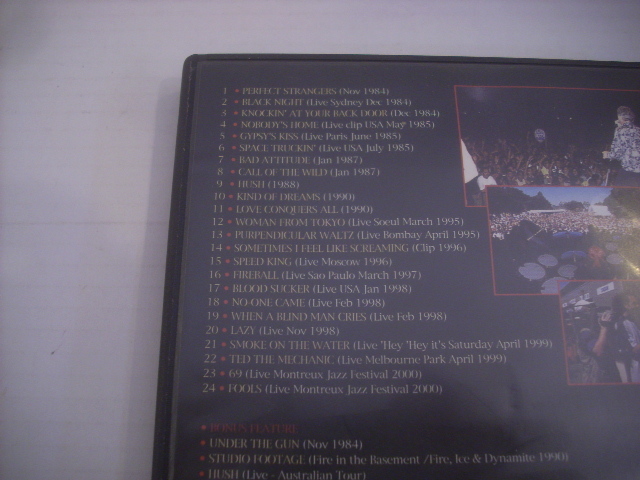 1 • PERFECT STRANGERS (Nov 1984)
2 • BLACK NIGHT (Live Sydney Dec 1984)
3 • KNOCKIN' AT YOUR BACK DOOR (Dec 1984)
4 • NOBODY'S HOME (Live clip USA May 1985)
5 • GYPSY'S KISS (Live Paris June 1985)
6 • SPACE TRUCKIN' (Live USA July 1985)
7 • BAD ATTITUDE (Jan 1987)
8 • CALL OF THE WILD (Jan 1987)
9 • HUSH (1988)
10 • KIND OF DREAMS (1990)
11 • LOVE CONQUERS ALL (1990)
12 • WOMAN FROM TOKYO (Live Soeul March 1995)
13 • PURPENDICULAR WALTZ (Live Bombay April 1995)
14 • SOMETIMES I FEEL LIKE SCREAMING (Clip 1996)
15 • SPEED KING (Live Moscow 1996)
16 • FIREBALL (Live Sao Paulo March 1997)
17 • BLOOD SUCKER (Live USA Jan 1998)
18 • NO-ONE CAME (Live Feb 1998)
19 • WHEN A BLIND MAN CRIES (Live Feb 1998)
20 • LAZY (Live Nov 1998)
21 • SMOKE ON THE WATER (Live 'Hey 'Hey it's Saturday April 1999)
22 • TED THE MECHANIC (Live Melbourne Park April 1999)
23 • 69 (Live Montreux Jazz Festival 2000)
24 • FOOLS (Live Montreux Jazz Festival 2000)
• BONUS FEATURE
• UNDER THE GUN (Nov 1984)
• STUDIO FOOTAGE (Fire in the Basement /Fire, Ice & Dynamite 1990)
• HUSH (Live - Australian Tour)